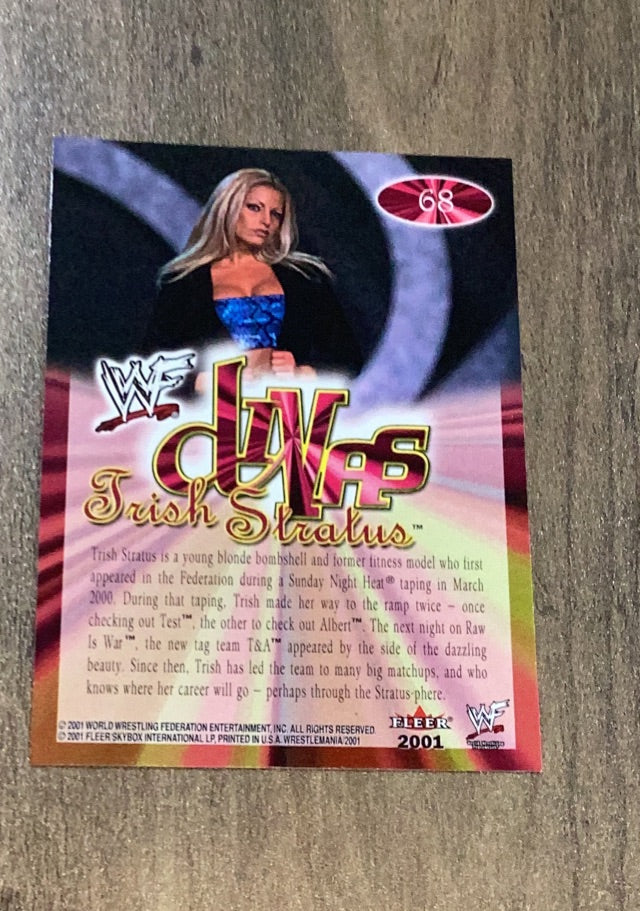 68
WF
divas
Trish Stratus™
Trish Stratus is a young blonde bombshell and former fitness model who first
appeared in the Federation during a Sunday Night Heat® taping in March
2000. During that taping, Trish made her way to the ramp twice – once
checking out Test™, the other to check out Albert™. The next night on Raw
Is War™, the new tag team T&A™ appeared by the side of the dazzling
beauty. Since then, Trish has led the team to many big matchups, and who
knows where her career will go – perhaps through the Stratus-phere.
© 2001 WORLD WRESTLING FEDERATION ENTERTAINMENT, INC. ALL RIGHTS RESERVED.
© 2001 FLEER SKYBOX INTERNATIONAL LP, PRINTED IN U.S.A. WRESTLEMANIA/2001
FLEER
2001
WF